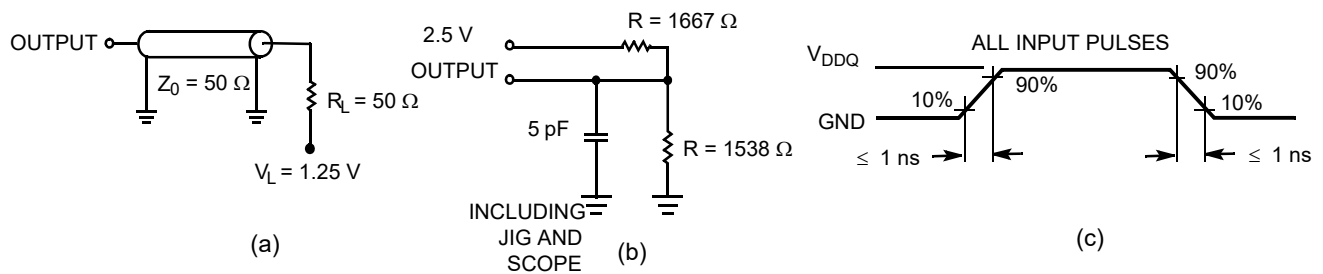 OUTPUT
Z0 = 50 Ω
RL = 50 Ω
VL = 1.25 V
(a)
R = 1667 Ω
2.5 V
OUTPUT
5 pF
R = 1538 Ω
INCLUDING
JIG AND
SCOPE
(b)
ALL INPUT PULSES
VDDQ
GND
10%
90%
90%
10%
≤ 1 ns
≤ 1 ns
(c)